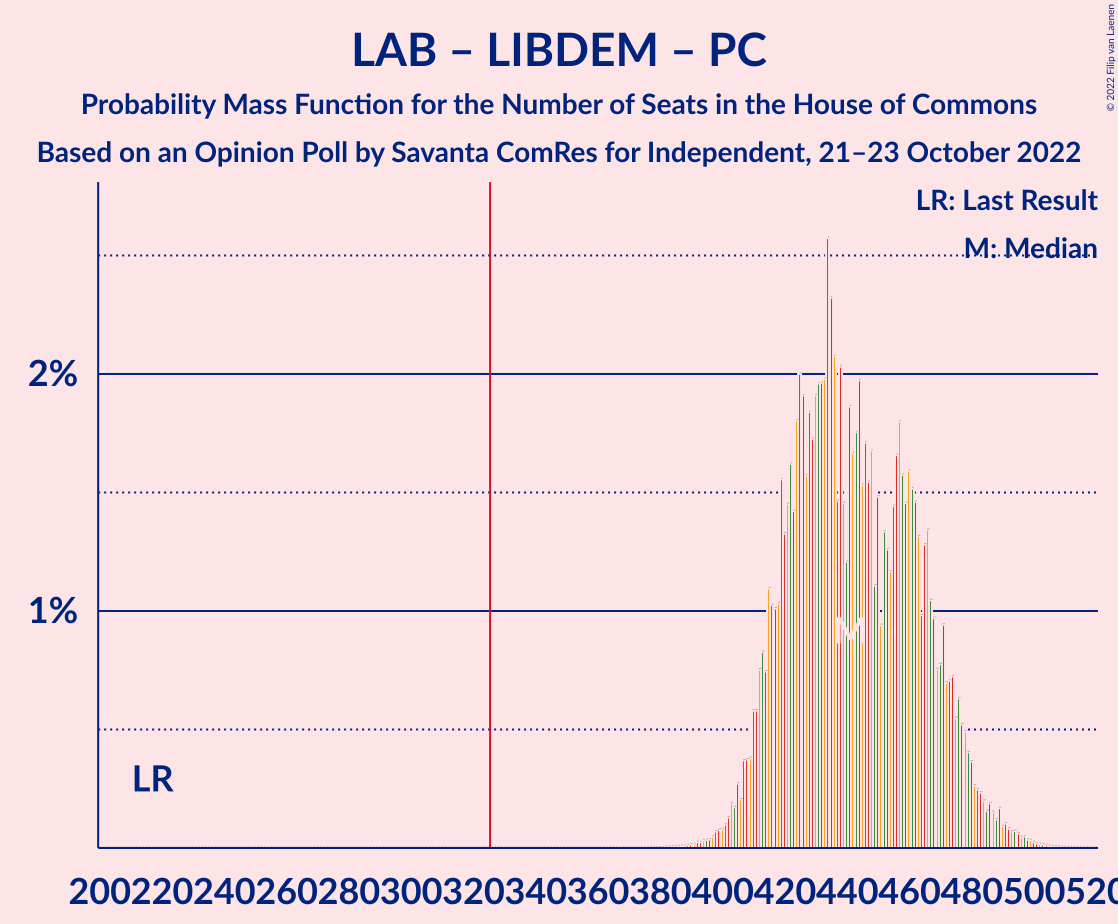 LAB – LIBDEM – PC
Probability Mass Function for the Number of Seats in the House of Commons
Based on an Opinion Poll by Savanta ComRes for Independent, 21–23 October 2022
© 2022 Filip van Laenen
LR: Last Result
M: Median
2%
1%
LR
M
200220240260280300320340360380400420440460480500520